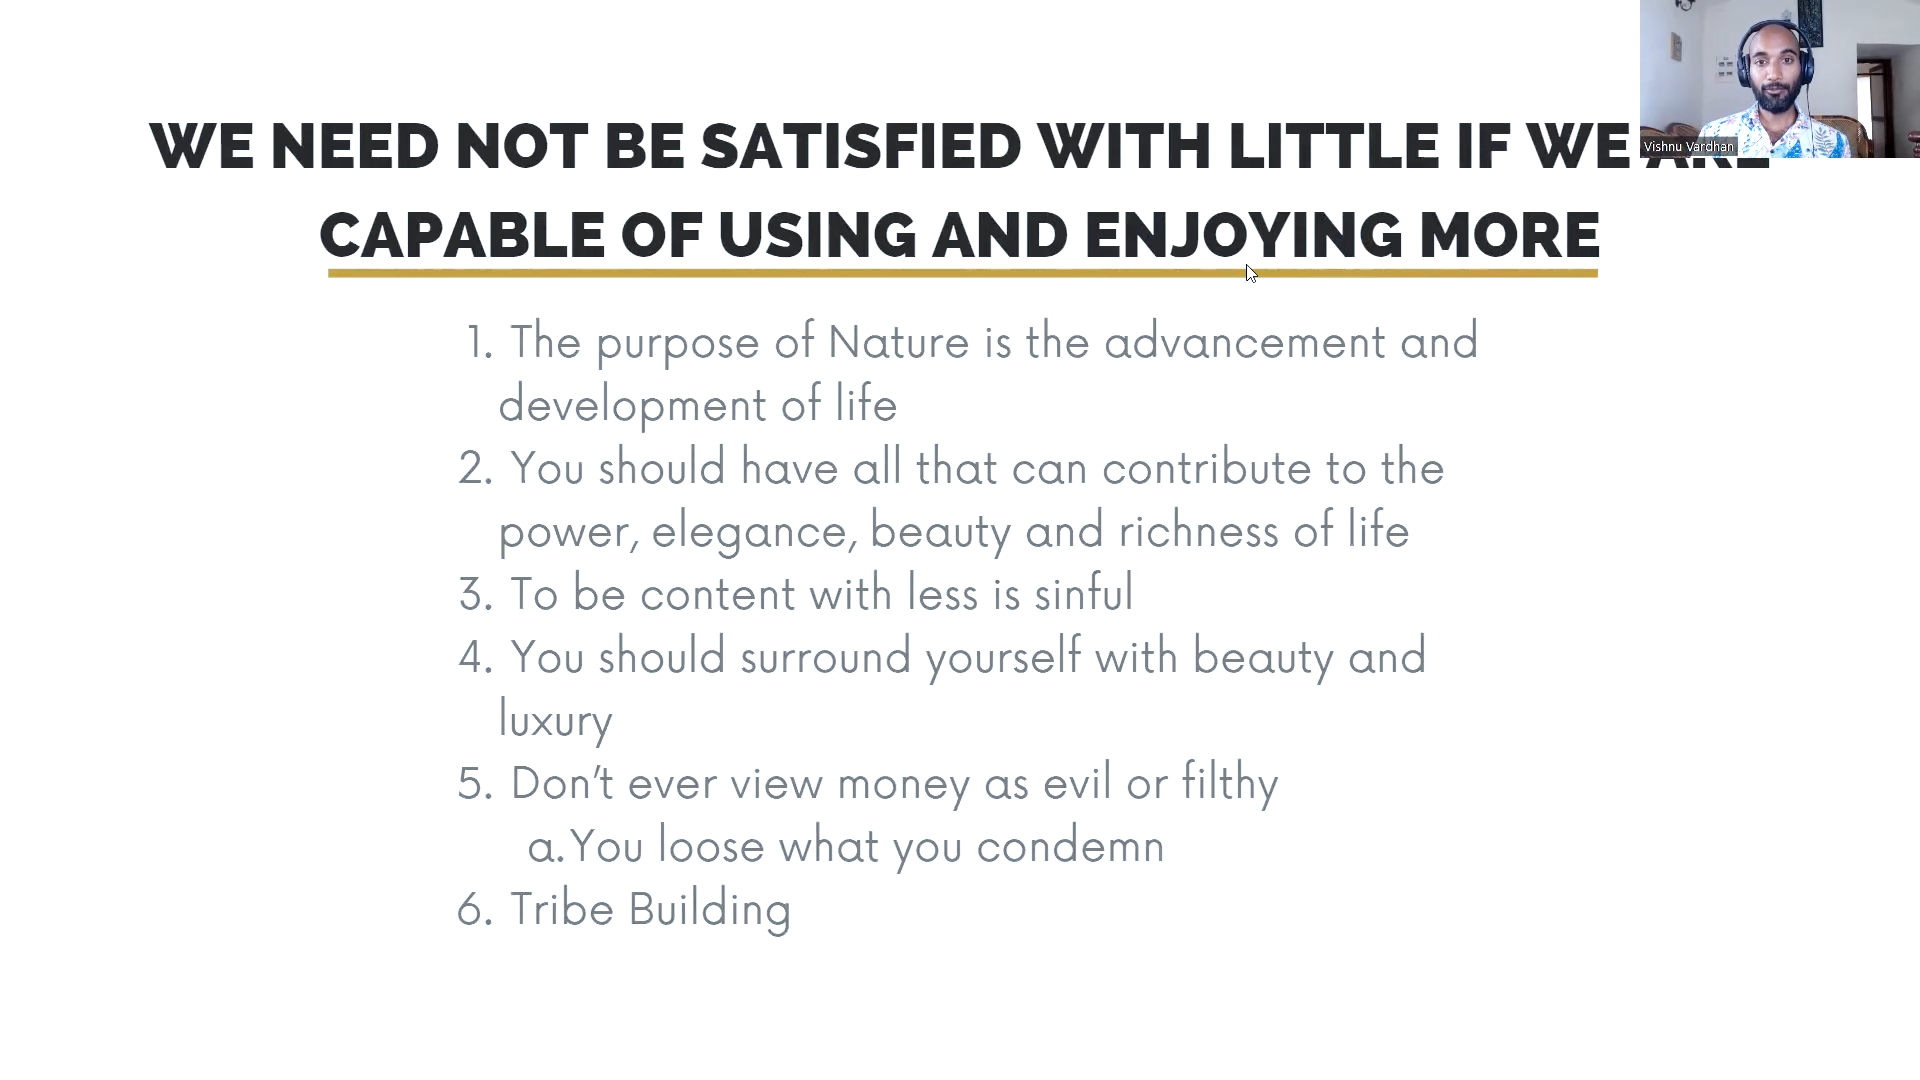 WE NEED NOT BE SATISFIED WITH LITTLE IF WE
CAPABLE OF USING AND ENJOYING MORE
1. The purpose of Nature is the advancement and
development of life
2. You should have all that can contribute to the
power, elegance, beauty and richness of life
3. To be content with less is sinful
4. You should surround yourself with beauty and
luxury
5. Don't ever view money as evil or filthy
a. You loose what you condemn
6. Tribe Building
Vishnu Vardhan